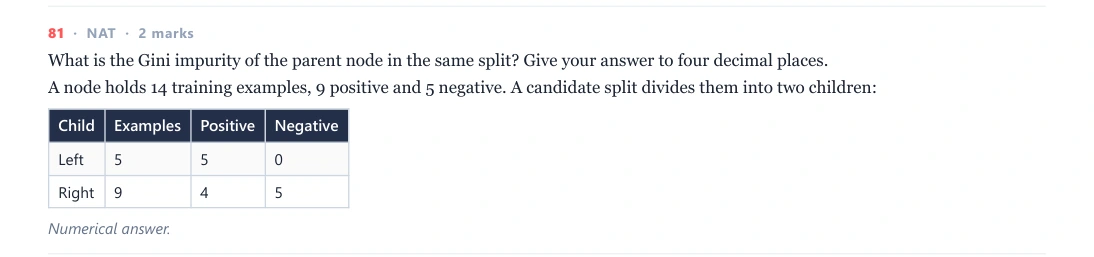 81 · NAT · 2 marks
What is the Gini impurity of the parent node in the same split? Give your answer to four decimal places.
A node holds 14 training examples, 9 positive and 5 negative. A candidate split divides them into two children:
Child Examples Positive Negative
Left 5 5 0
Right 9 4 5
Numerical answer.